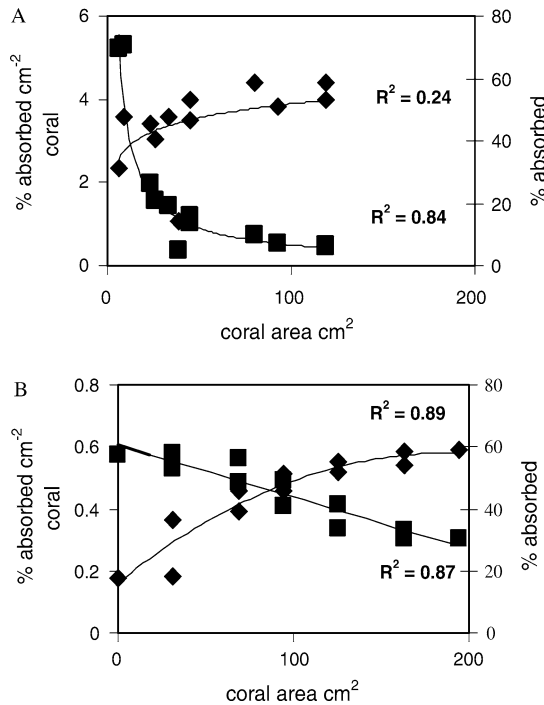 A
6
4
2
0
% absorbed cm-2
coral
80
60
40
20
0
% absorbed
R2 = 0.24
R2 = 0.84
0
100
200
coral area cm2
B
0.8
0.6
0.4
0.2
0
% absorbed cm-2
coral
80
60
40
20
0
% absorbed
R2 = 0.89
R2 = 0.87
0
100
200
coral area cm2